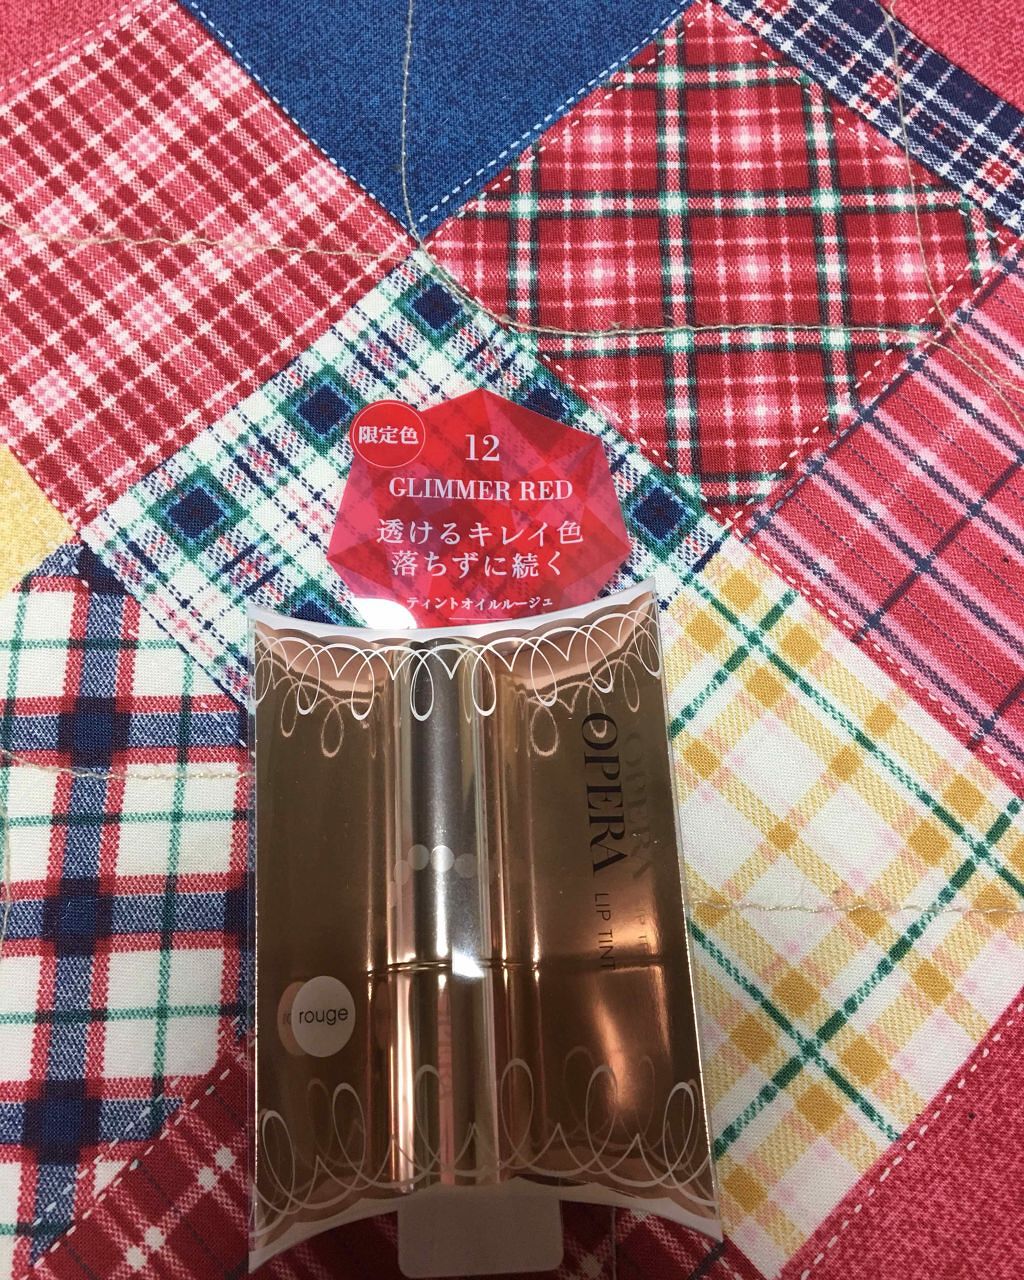 限定色
12
GLIMMER RED
透けるキレイ色
落ちずに続く
ティントオイルルージュ
OPERA
LIP TINT
rouge